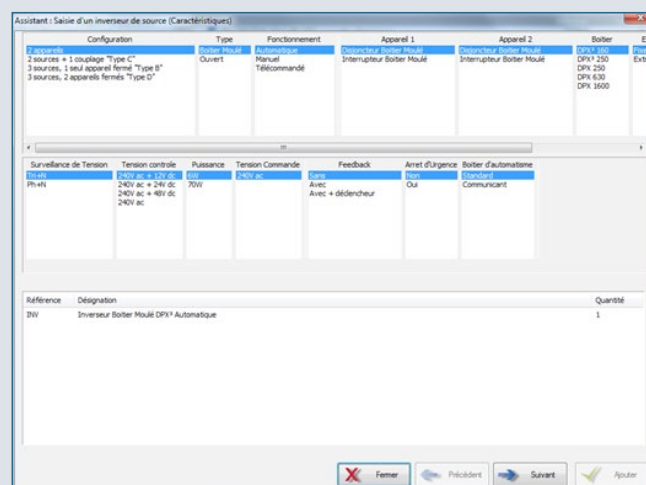 Assistant : Saisie d'un inverseur de source (Caractéristiques)
Configuration Type Fonctionnement Appareil 1 Appareil 2 Boitier E
2 appareils Boitier Moulé Automatique Disjoncteur Boitier Moulé Disjoncteur Boitier Moulé DPX³ 160 Fixe
2 sources + 1 couplage "Type C" Ouvert Manuel Interrupteur Boitier Moulé Interrupteur Boitier Moulé DPX³ 250 Extr
3 sources, 1 seul appareil fermé "Type B" Télécommandé DPX 250
3 sources, 2 appareils fermés "Type D" DPX 630
DPX 1600
Surveillance de Tension Tension controle Puissance Tension Commande Feedback Arret d'Urgence Boitier d'automatisme
Tri+N 240V ac + 12V dc 6W 240V ac Sans Non Standard
Ph+N 240V ac + 24V dc 70W Avec Oui Communicant
240V ac + 48V dc Avec + déclencheur
240V ac
Référence Désignation Quantité
INV Inverseur Boitier Moulé DPX³ Automatique 1
Fermer Précédent Suivant Ajouter